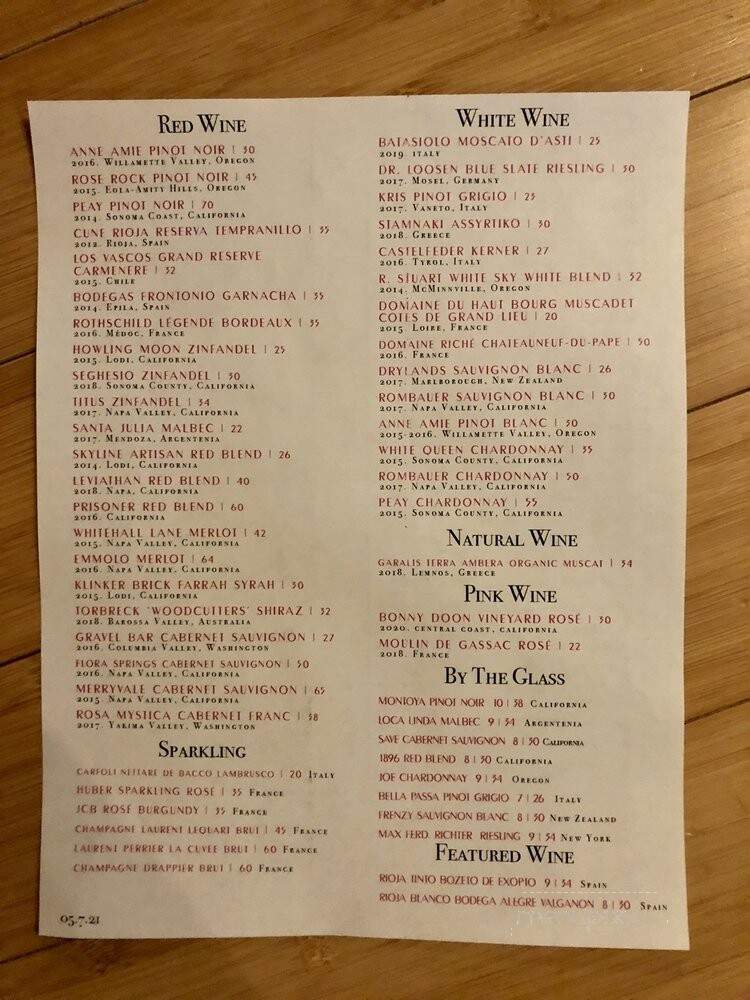 RED WINE
ANNE AMIE PINOT NOIR | 30
2016. WILLAMETTE VALLEY, OREGON
ROSE ROCK PINOT NOIR | 45
2015. EOLA-AMITY HILLS, OREGON
PEAY PINOT NOIR | 70
2014. SONOMA COAST, CALIFORNIA
CUNE RIOJA RESERVA TEMPRANILLO | 35
2012. RIOJA, SPAIN
LOS VASCOS GRAND RESERVE
CARMENERE | 32
2015. CHILE
BODEGAS FRONTONIO GARNACHA | 35
2014. EPILA, SPAIN
ROTHSCHILD LÉGENDE BORDEAUX | 35
2016. MÉDOC, FRANCE
HOWLING MOON ZINFANDEL | 25
2015. LODI, CALIFORNIA
SEGHESIO ZINFANDEL | 30
2018. SONOMA COUNTY, CALIFORNIA
TITUS ZINFANDEL | 34
2017. NAPA VALLEY, CALIFORNIA
SANTA JULIA MALBEC | 22
2017. MENDOZA, ARGENTENIA
SKYLINE ARTISAN RED BLEND | 26
2014. LODI, CALIFORNIA
LEVIATHAN RED BLEND | 40
2018. NAPA, CALIFORNIA
PRISONER RED BLEND | 60
2016. CALIFORNIA
WHITEHALL LANE MERLOT | 42
2015. NAPA VALLEY, CALIFORNIA
EMMOLO MERLOT | 64
2016. NAPA VALLEY, CALIFORNIA
KLINKER BRICK FARRAH SYRAH | 30
2015. LODI, CALIFORNIA
TORBRECK 'WOODCUTTERS' SHIRAZ | 32
2018. BAROSSA VALLEY, AUSTRALIA
GRAVEL BAR CABERNET SAUVIGNON | 27
2016. COLUMBIA VALLEY, WASHINGTON
FLORA SPRINGS CABERNET SAUVIGNON | 50
2016. NAPA VALLEY, CALIFORNIA
MERRYVALE CABERNET SAUVIGNON | 65
2015. NAPA VALLEY, CALIFORNIA
ROSA MYSTICA CABERNET FRANC | 38
2017. YAKIMA VALLEY, WASHINGTON
SPARKLING
CARFOLI NETTARE DE BACCO LAMBRUSCO | 20 ITALY
HUBER SPARKLING ROSÉ | 35 FRANCE
JCB ROSÉ BURGUNDY | 35 FRANCE
CHAMPAGNE LAURENT LEQUART BRUT | 45 FRANCE
LAURENT PERRIER LA CUVEE BRUT | 60 FRANCE
CHAMPAGNE DRAPPIER BRUT | 60 FRANCE
05.7.21
WHITE WINE
BATASIOLO MOSCATO D'ASTI | 25
2019. ITALY
DR. LOOSEN BLUE SLATE RIESLING | 30
2017. MOSEL, GERMANY
KRIS PINOT GRIGIO | 23
2017. VANETO, ITALY
STAMNAKI ASSYRTIKO | 30
2018. GREECE
CASTELFEDER KERNER | 27
2016. TYROL, ITALY
R. STUART WHITE SKY WHITE BLEND | 32
2014. MCMINNVILLE, OREGON
DOMAINE DU HAUT BOURG MUSCADET
COTES DE GRAND LIEU | 20
2015. LOIRE, FRANCE
DOMAINE RICHÉ CHATEAUNEUF-DU-PAPE | 50
2016. FRANCE
DRYLANDS SAUVIGNON BLANC | 26
2017. MARLBOROUGH, NEW ZEALAND
ROMBAUER SAUVIGNON BLANC | 30
2017. NAPA VALLEY, CALIFORNIA
ANNE AMIE PINOT BLANC | 30
2015-2016. WILLAMETTE VALLEY, OREGON
WHITE QUEEN CHARDONNAY | 35
2015. SONOMA COUNTY, CALIFORNIA
ROMBAUER CHARDONNAY | 50
2017. NAPA VALLEY, CALIFORNIA
PEAY CHARDONNAY | 55
2015. SONOMA COUNTY, CALIFORNIA
NATURAL WINE
GARALIS TERRA AMBERA ORGANIC MUSCAT | 34
2018. LEMNOS, GREECE
PINK WINE
BONNY DOON VINEYARD ROSÉ | 30
2020. CENTRAL COAST, CALIFORNIA
MOULIN DE GASSAC ROSÉ | 22
2018. FRANCE
BY THE GLASS
MONTOYA PINOT NOIR 10 | 38 CALIFORNIA
LOCA LINDA MALBEC 9 | 34 ARGENTENIA
SAVE CABERNET SAUVIGNON 8 | 30 CALIFORNIA
1896 RED BLEND 8 | 30 CALIFORNIA
JOE CHARDONNAY 9 | 34 OREGON
BELLA PASSA PINOT GRIGIO 7 | 26 ITALY
FRENZY SAUVIGNON BLANC 8 | 30 NEW ZEALAND
MAX FERD. RICHTER RIESLING 9 | 34 NEW YORK
FEATURED WINE
RIOJA TINTO BOZETO DE EXOPTO 9 | 34 SPAIN
RIOJA BLANCO BODEGA ALEGRE VALGANON 8 | 30 SPAIN